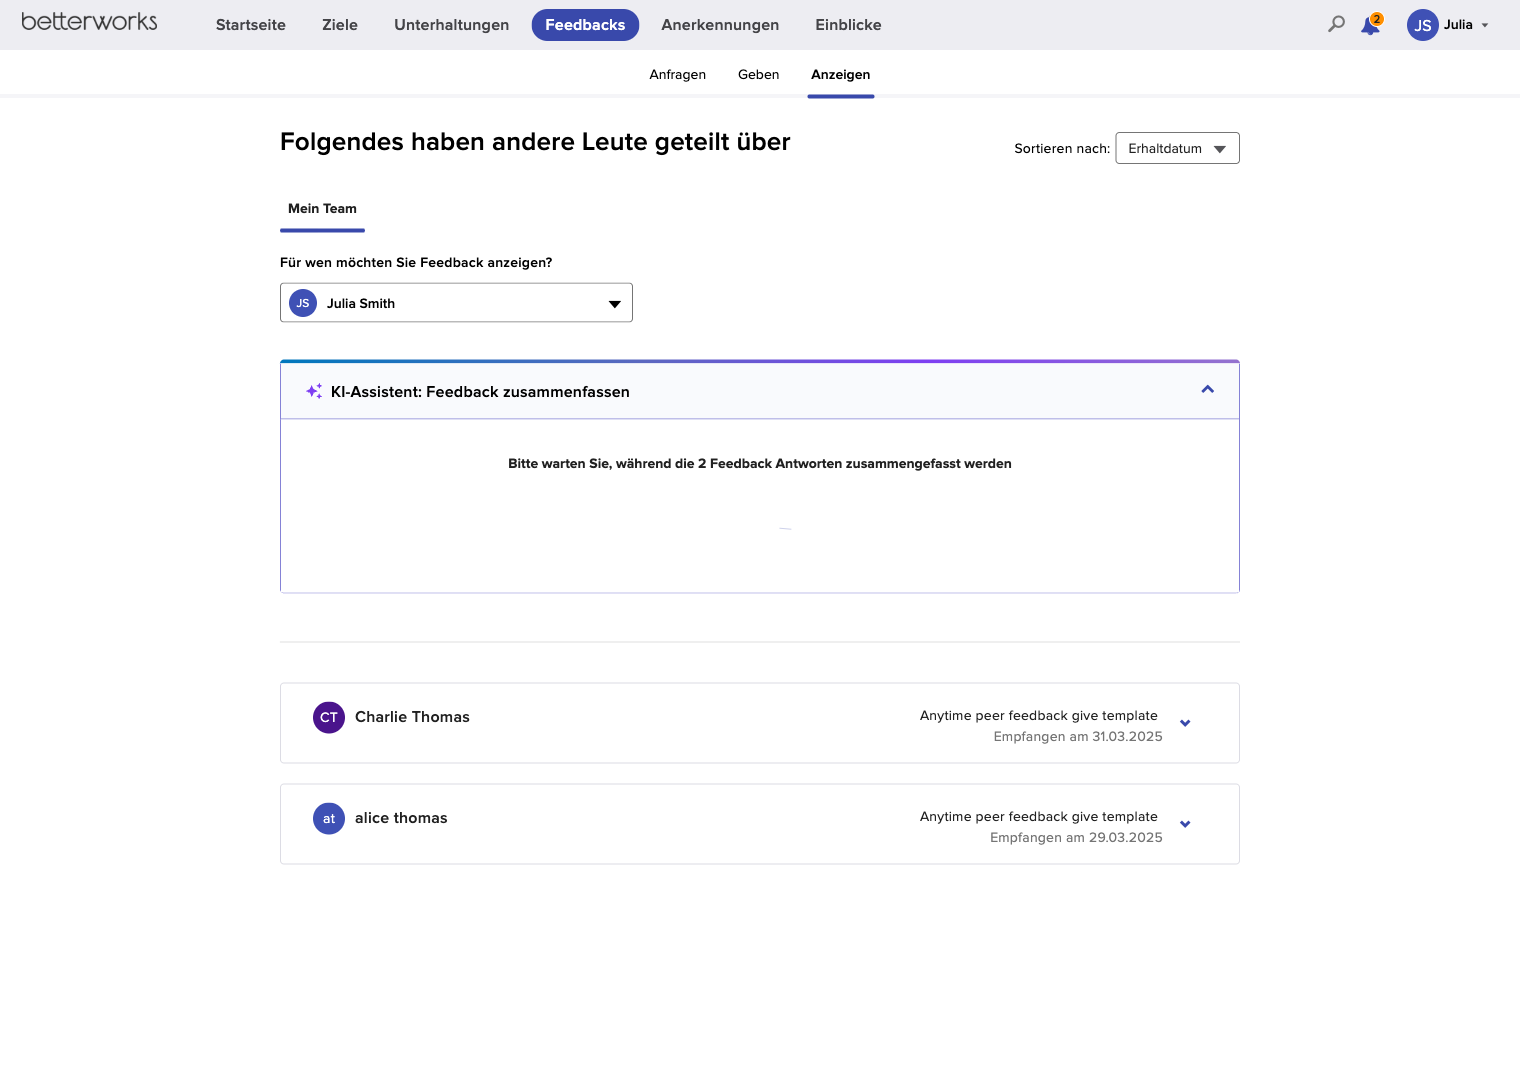 betterworks
Startseite
Ziele
Unterhaltungen
Feedbacks
Anerkennungen
Einblicke
2
JS
Julia
Anfragen
Geben
Anzeigen
Folgendes haben andere Leute geteilt über
Sortieren nach:
Erhaltdatum
Mein Team
Für wen möchten Sie Feedback anzeigen?
JS
Julia Smith
KI-Assistent: Feedback zusammenfassen
Bitte warten Sie, während die 2 Feedback Antworten zusammengefasst werden
CT
Charlie Thomas
Anytime peer feedback give template
Empfangen am 31.03.2025
at
alice thomas
Anytime peer feedback give template
Empfangen am 29.03.2025